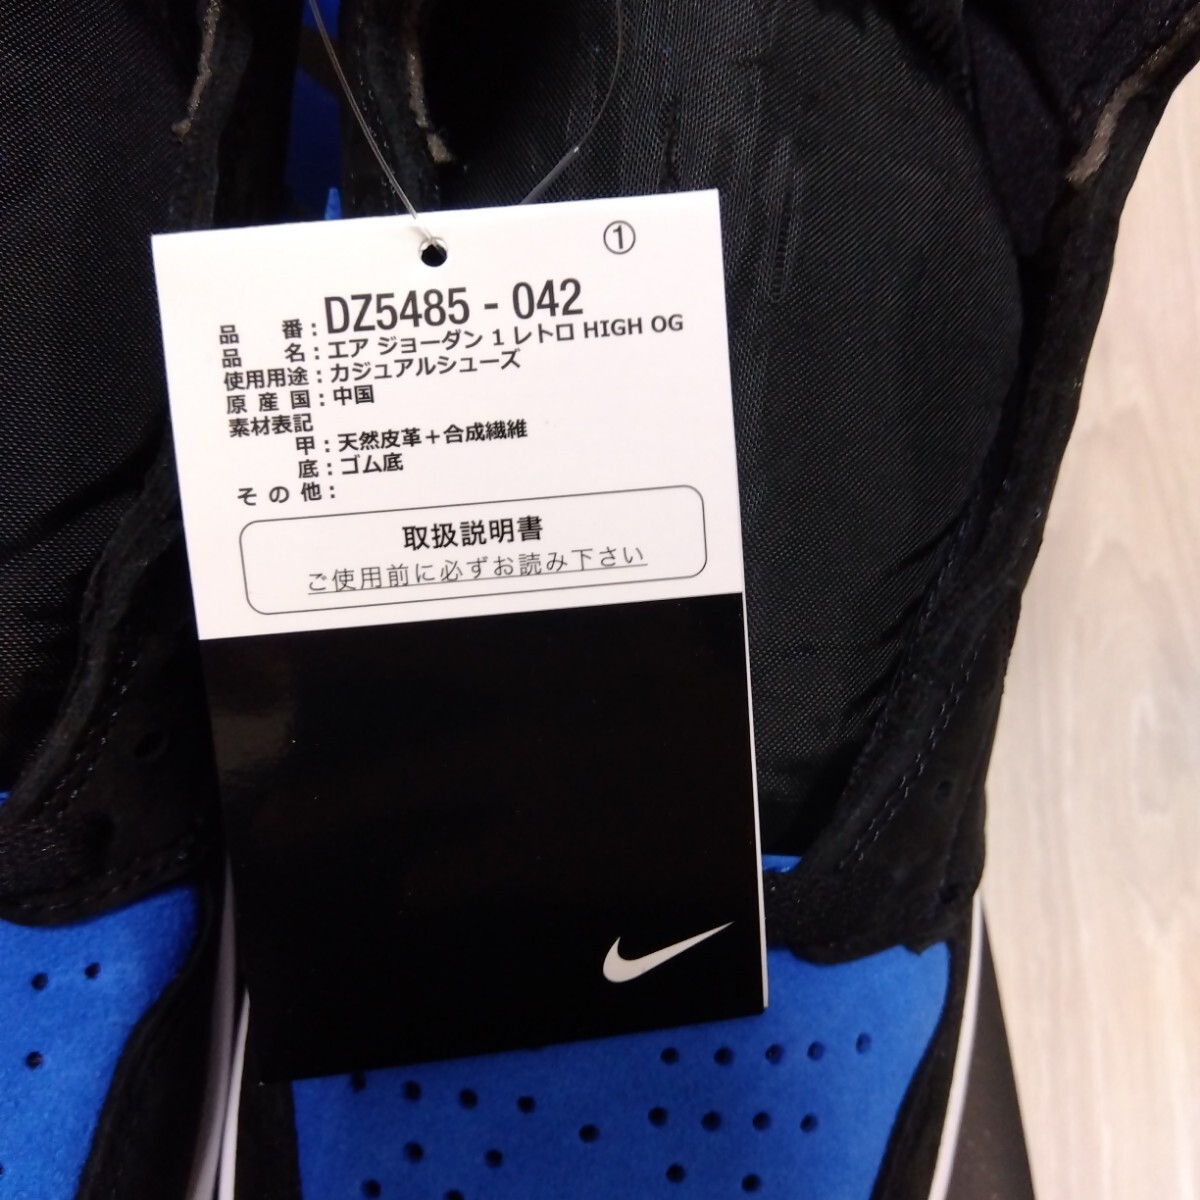 ①
品番：DZ5485 - 042
品名：エア ジョーダン 1 レトロ HIGH OG
使用用途：カジュアルシューズ
原産国：中国
素材表記
甲：天然皮革＋合成繊維
底：ゴム底
その他：
取扱説明書
ご使用前に必ずお読み下さい